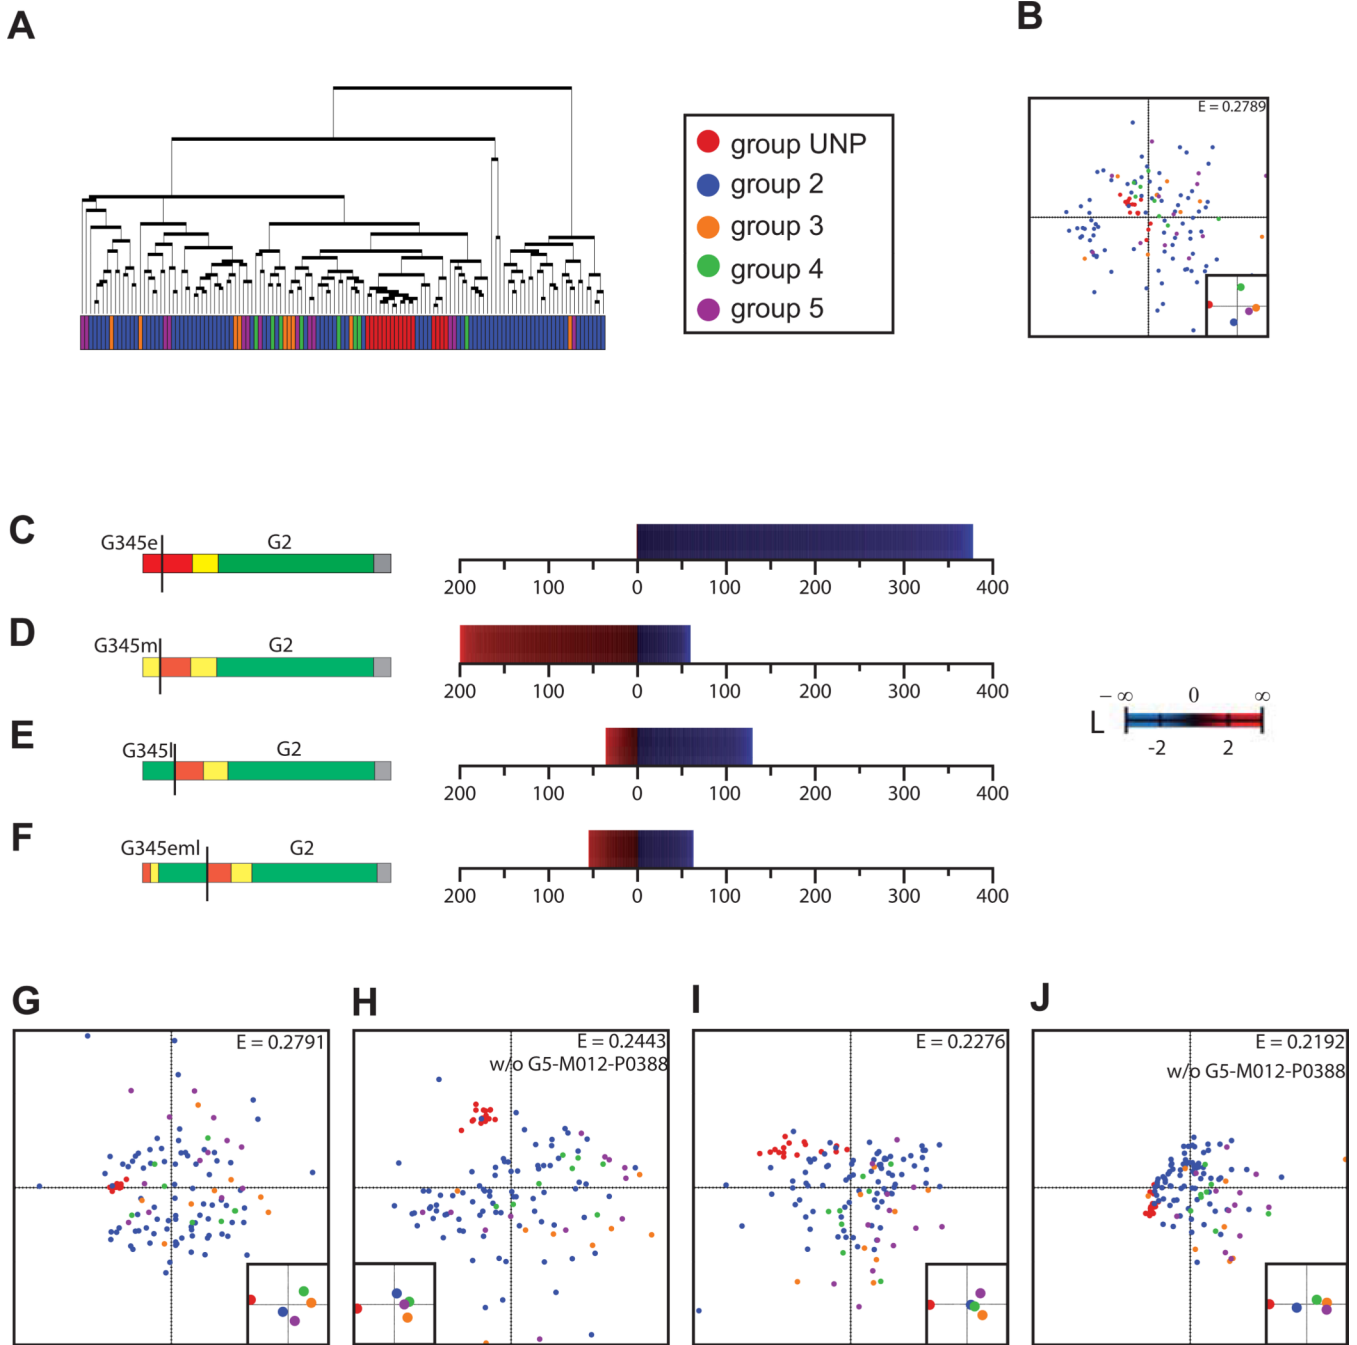 A
B
E = 0.2789
group UNP
group 2
group 3
group 4
group 5
C
G345e
G2
200 100 0 100 200 300 400
D
G345m
G2
200 100 0 100 200 300 400
E
G345l
G2
200 100 0 100 200 300 400
− ∞ 0 ∞
L
-2 2
F
G345eml
G2
200 100 0 100 200 300 400
G
E = 0.2791
H
E = 0.2443
w/o G5-M012-P0388
I
E = 0.2276
J
E = 0.2192
w/o G5-M012-P0388